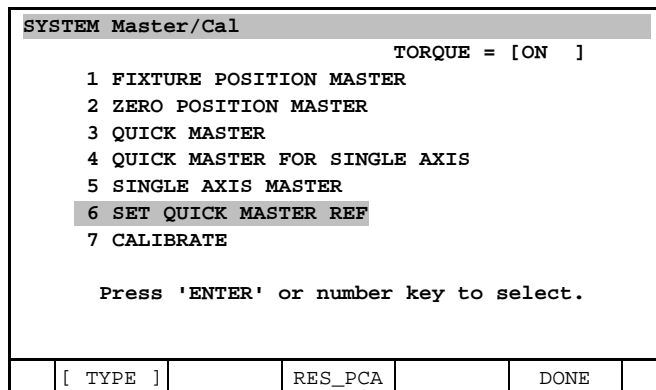 SYSTEM Master/Cal
TORQUE = [ON  ]
1 FIXTURE POSITION MASTER
2 ZERO POSITION MASTER
3 QUICK MASTER
4 QUICK MASTER FOR SINGLE AXIS
5 SINGLE AXIS MASTER
6 SET QUICK MASTER REF
7 CALIBRATE
Press 'ENTER' or number key to select.
[ TYPE ] RES_PCA DONE